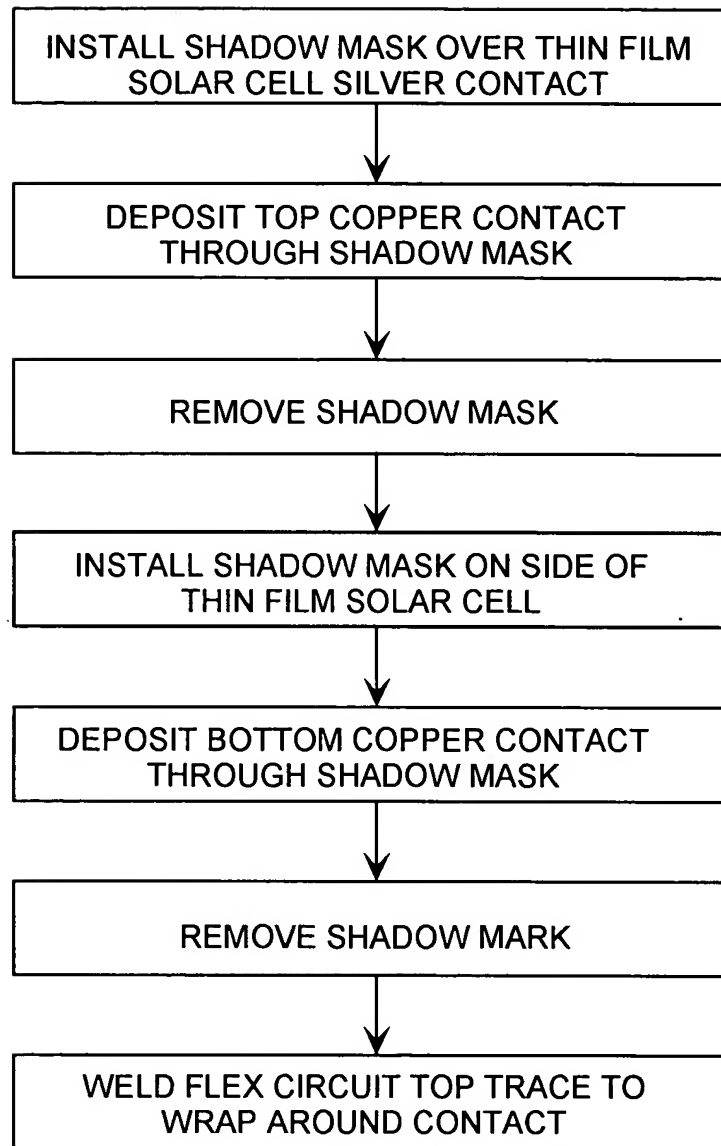 INSTALL SHADOW MASK OVER THIN FILM
SOLAR CELL SILVER CONTACT
DEPOSIT TOP COPPER CONTACT
THROUGH SHADOW MASK
REMOVE SHADOW MASK
INSTALL SHADOW MASK ON SIDE OF
THIN FILM SOLAR CELL
DEPOSIT BOTTOM COPPER CONTACT
THROUGH SHADOW MASK
REMOVE SHADOW MARK
WELD FLEX CIRCUIT TOP TRACE TO
WRAP AROUND CONTACT